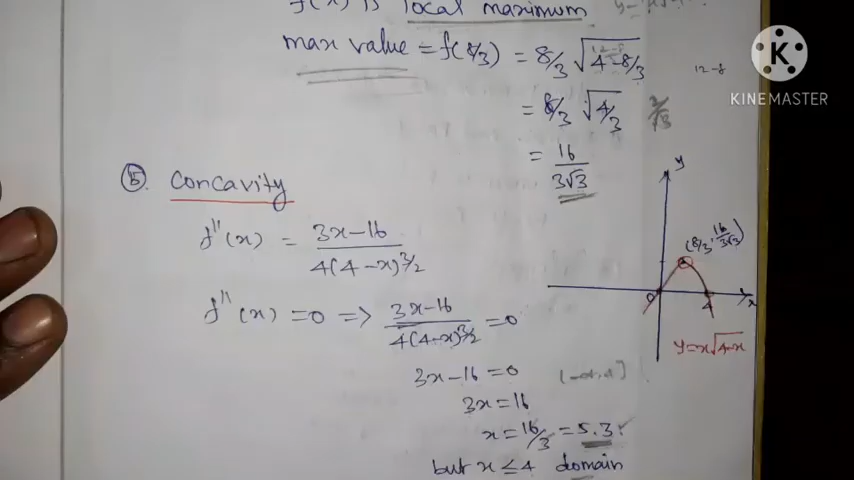 f(x) is local maximum
max value = f(8/3) = 8/3 √(4-8/3)
12-8
= 8/3 √(4/3)
= 16/3√3
⑤. Concavity
f''(x) = 3x-16/4(4-x)^3/2
f''(x) = 0 => 3x-16/4(4-x)^3/2 = 0
3x-16 = 0
3x = 16
x = 16/3 = 5.3
but x ≤ 4 domain
y
(8/3, 16/3√3)
0 4 x
y=x√4-x
K
KINEMASTER